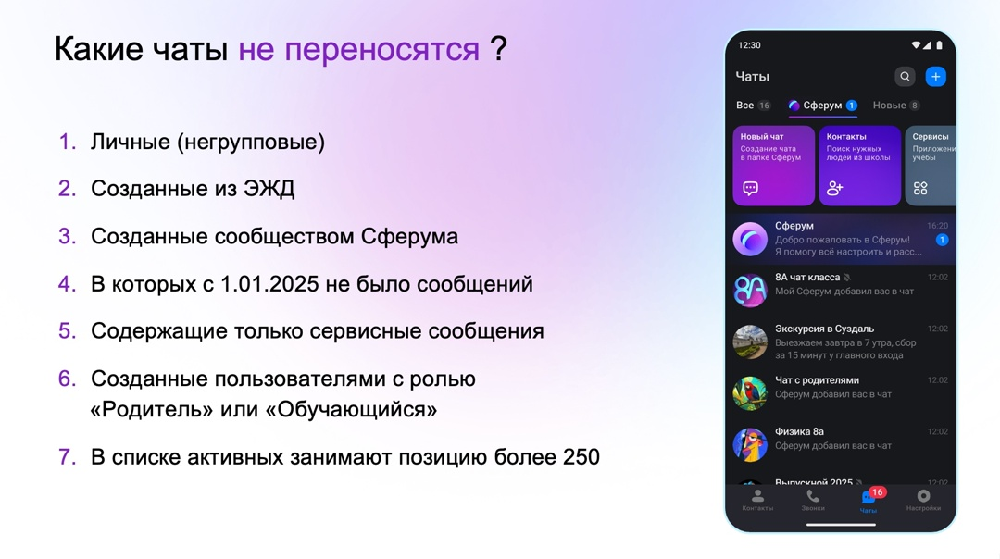 Какие чаты не переносятся ?
1. Личные (негрупповые)
2. Созданные из ЭЖД
3. Созданные сообществом Сферума
4. В которых с 1.01.2025 не было сообщений
5. Содержащие только сервисные сообщения
6. Созданные пользователями с ролью
«Родитель» или «Обучающийся»
7. В списке активных занимают позицию более 250
12:30
Чаты
Все 16 Сферум 1 Новые 8
Новый чат
Создание чата
в папке Сферум
Контакты
Поиск нужных
людей из школы
Сервисы
Приложени
учебы
Сферум 16:20
Добро пожаловать в Сферум! 1
Я помогу всё настроить и расс...
8А чат класса 12:02
Мой Сферум добавил вас в чат
8А
Экскурсия в Суздаль 12:02
Выезжаем завтра в 7 утра, сбор
за 15 минут у главного входа
Чат с родителями 12:02
Сферум добавил вас в чат
Физика 8а 12:02
Сферум добавил вас в чат
Выпускной 2025 12:02
16
Контакты Звонки Чаты Настройки